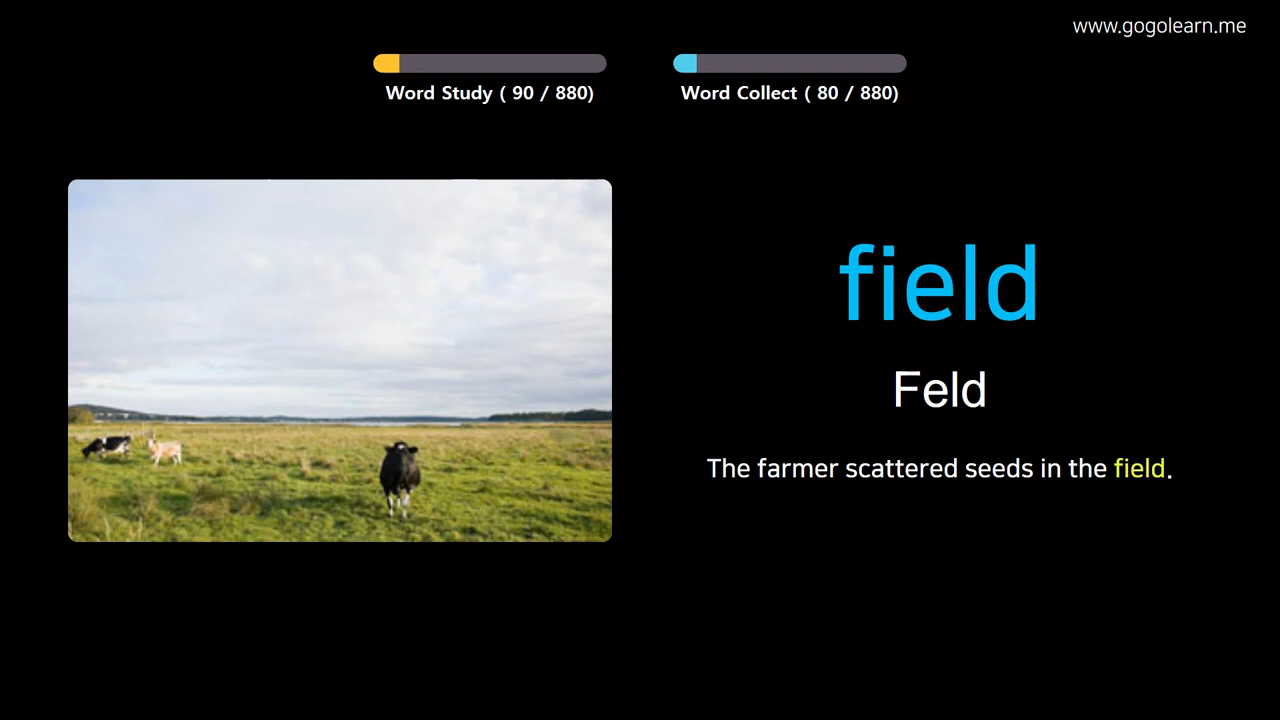 www.gogolearn.me
Word Study ( 90 / 880)
Word Collect ( 80 / 880)
field
Feld
The farmer scattered seeds in the field.